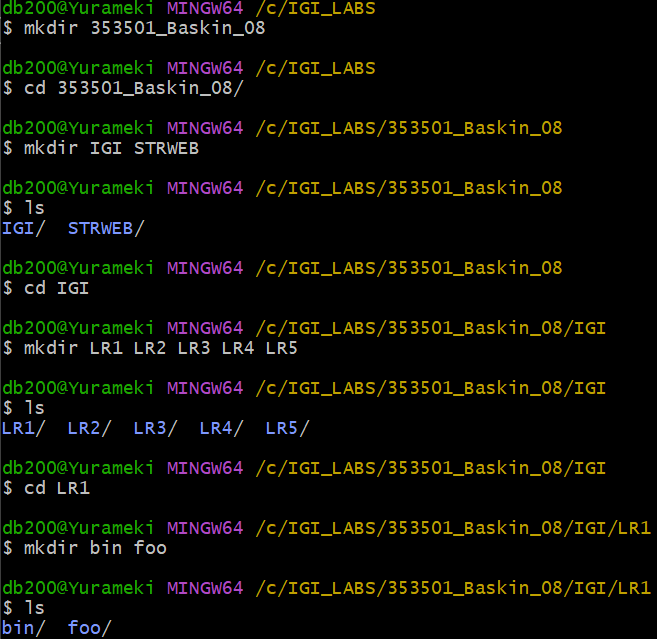 db200@Yurameki MINGW64 /c/IGI_LABS
$ mkdir 353501_Baskin_08
db200@Yurameki MINGW64 /c/IGI_LABS
$ cd 353501_Baskin_08/
db200@Yurameki MINGW64 /c/IGI_LABS/353501_Baskin_08
$ mkdir IGI STRWEB
db200@Yurameki MINGW64 /c/IGI_LABS/353501_Baskin_08
$ ls
IGI/  STRWEB/
db200@Yurameki MINGW64 /c/IGI_LABS/353501_Baskin_08
$ cd IGI
db200@Yurameki MINGW64 /c/IGI_LABS/353501_Baskin_08/IGI
$ mkdir LR1 LR2 LR3 LR4 LR5
db200@Yurameki MINGW64 /c/IGI_LABS/353501_Baskin_08/IGI
$ ls
LR1/  LR2/  LR3/  LR4/  LR5/
db200@Yurameki MINGW64 /c/IGI_LABS/353501_Baskin_08/IGI
$ cd LR1
db200@Yurameki MINGW64 /c/IGI_LABS/353501_Baskin_08/IGI/LR1
$ mkdir bin foo
db200@Yurameki MINGW64 /c/IGI_LABS/353501_Baskin_08/IGI/LR1
$ ls
bin/  foo/